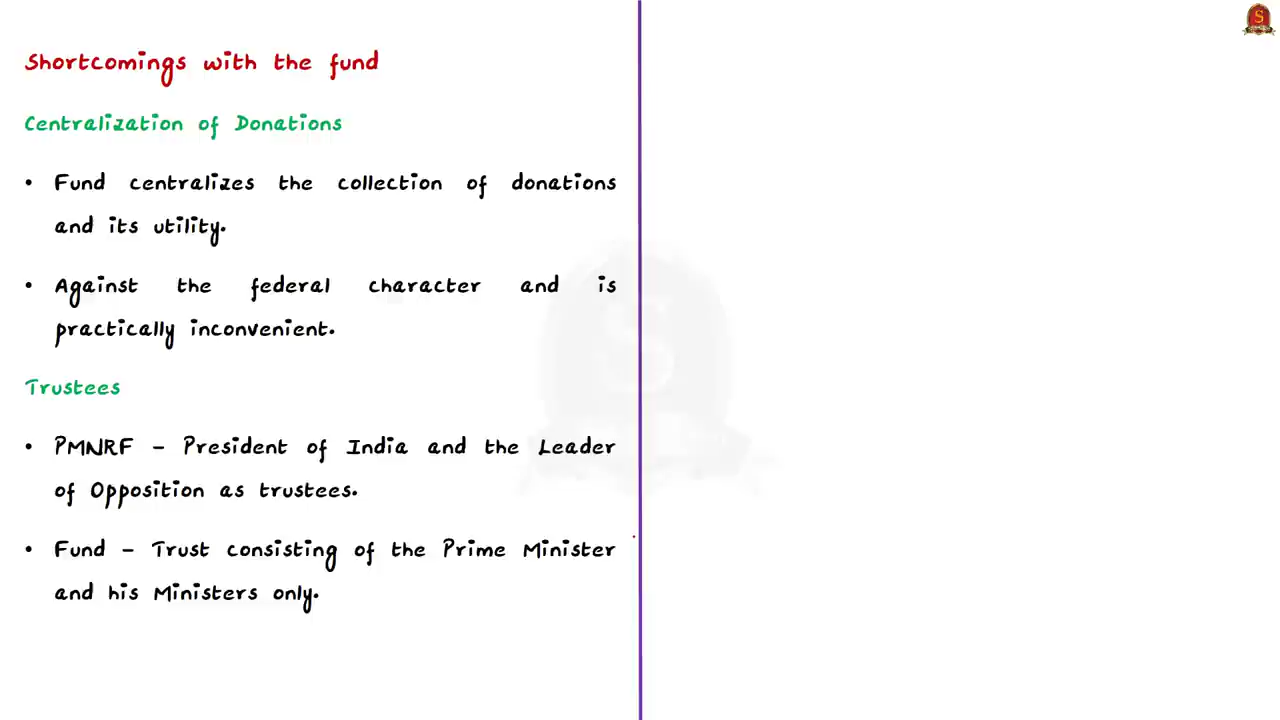 Shortcomings with the fund
Centralization of Donations
• Fund centralizes the collection of donations
and its utility.
• Against the federal character and is
practically inconvenient.
Trustees
• PMNRF – President of India and the Leader
of Opposition as trustees.
• Fund – Trust consisting of the Prime Minister
and his Ministers only.
S